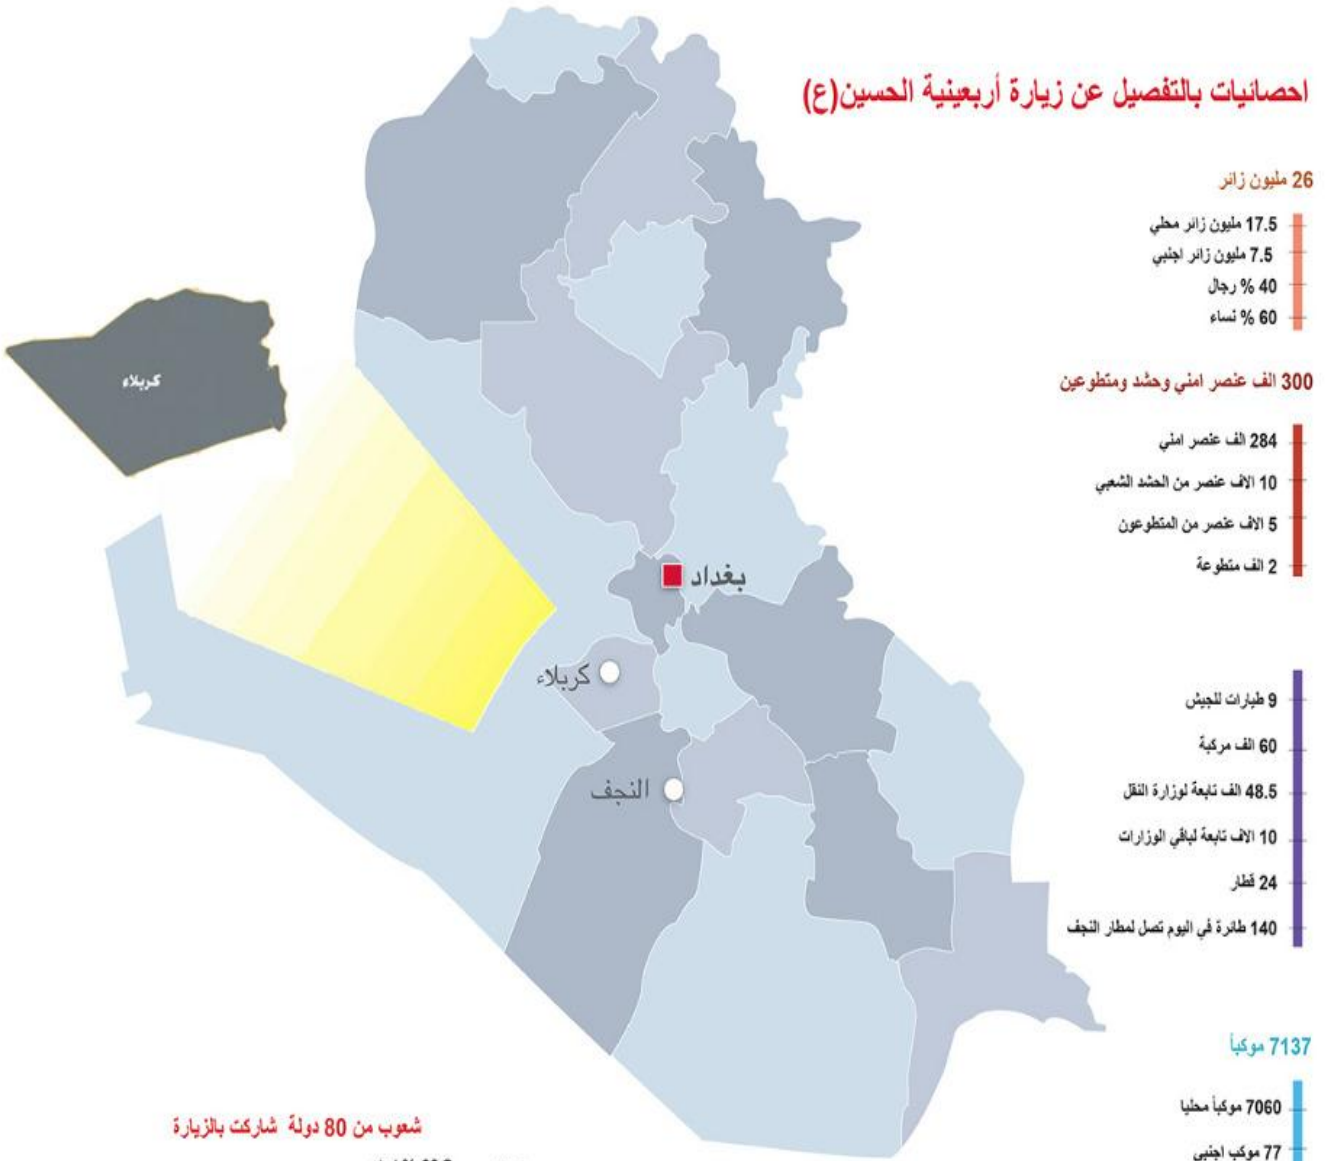 احصائيات بالتفصيل عن زيارة أربعينية الحسين(ع)
26 مليون زائر
17.5 مليون زائر محلي
7.5 مليون زائر اجنبي
40 % رجال
60 % نساء
300 الف عنصر امني وحشد ومتطوعين
284 الف عنصر امني
10 الاف عنصر من الحشد الشعبي
5 الاف عنصر من المتطوعون
2 الف متطوعة
9 طيارات للجيش
60 الف مركبة
48.5 الف تابعة لوزارة النقل
10 الاف تابعة لباقي الوزارات
24 قطار
140 طائرة في اليوم تصل لمطار النجف
7137 موكباً
7060 موكباً محليا
77 موكب اجنبي
كربلاء
بغداد
كربلاء
النجف
شعوب من 80 دولة شاركت بالزيارة